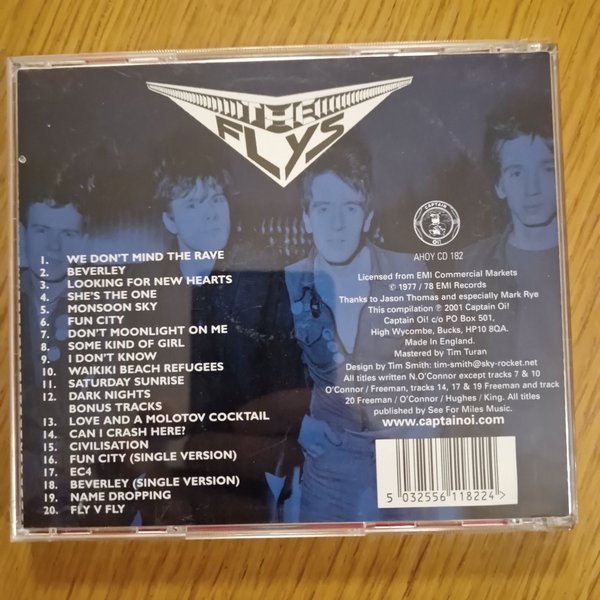 THE
FLYS
1. WE DON'T MIND THE RAVE
2. BEVERLEY
3. LOOKING FOR NEW HEARTS
4. SHE'S THE ONE
5. MONSOON SKY
6. FUN CITY
7. DON'T MOONLIGHT ON ME
8. SOME KIND OF GIRL
9. I DON'T KNOW
10. WAIKIKI BEACH REFUGEES
11. SATURDAY SUNRISE
12. DARK NIGHTS
BONUS TRACKS
13. LOVE AND A MOLOTOV COCKTAIL
14. CAN I CRASH HERE?
15. CIVILISATION
16. FUN CITY (SINGLE VERSION)
17. EC4
18. BEVERLEY (SINGLE VERSION)
19. NAME DROPPING
20. FLY V FLY
CAPTAIN
Oi!
AHOY CD 182
Licensed from EMI Commercial Markets
© 1977 / 78 EMI Records
Thanks to Jason Thomas and especially Mark Rye
This compilation ℗ 2001 Captain Oi!
Captain Oi! c/o PO Box 501,
High Wycombe, Bucks, HP10 8QA.
Made in England.
Mastered by Tim Turan
Design by Tim Smith: tim-smith@sky-rocket.net
All titles written N.O'Connor except tracks 7 & 10
O'Connor / Freeman, tracks 14, 17 & 19 Freeman and track
20 Freeman / O'Connor / Hughes / King. All titles
published by See For Miles Music.
www.captainoi.com
5 032556 118224 >